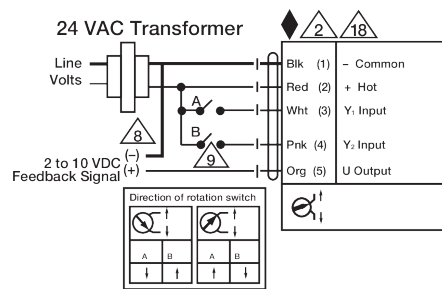 24 VAC Transformer
2 18
Line
Volts
Blk (1) – Common
Red (2) + Hot
A
Wht (3) Y1 Input
B
Pnk (4) Y2 Input
8
9
(–)
2 to 10 VDC
Feedback Signal (+)
Org (5) U Output
Direction of rotation switch
A B A B